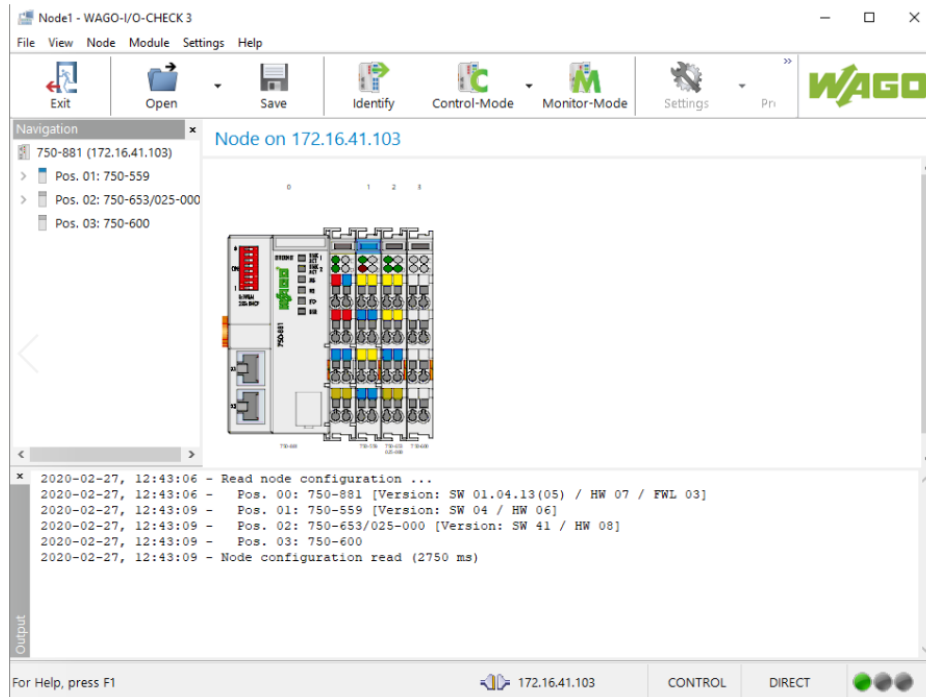 Node1 - WAGO-I/O-CHECK 3
File View Node Module Settings Help
Exit Open Save Identify Control-Mode Monitor-Mode Settings
WAGO
Navigation
750-881 (172.16.41.103)
Pos. 01: 750-559
Pos. 02: 750-653/025-000
Pos. 03: 750-600
Node on 172.16.41.103
0 1 2 3
ON
750-881
X1
X2
2020-02-27, 12:43:06 - Read node configuration ...
2020-02-27, 12:43:06 - Pos. 00: 750-881 [Version: SW 01.04.13(05) / HW 07 / FWL 03]
2020-02-27, 12:43:09 - Pos. 01: 750-559 [Version: SW 04 / HW 06]
2020-02-27, 12:43:09 - Pos. 02: 750-653/025-000 [Version: SW 41 / HW 08]
2020-02-27, 12:43:09 - Pos. 03: 750-600
2020-02-27, 12:43:09 - Node configuration read (2750 ms)
Output
For Help, press F1
172.16.41.103
CONTROL
DIRECT